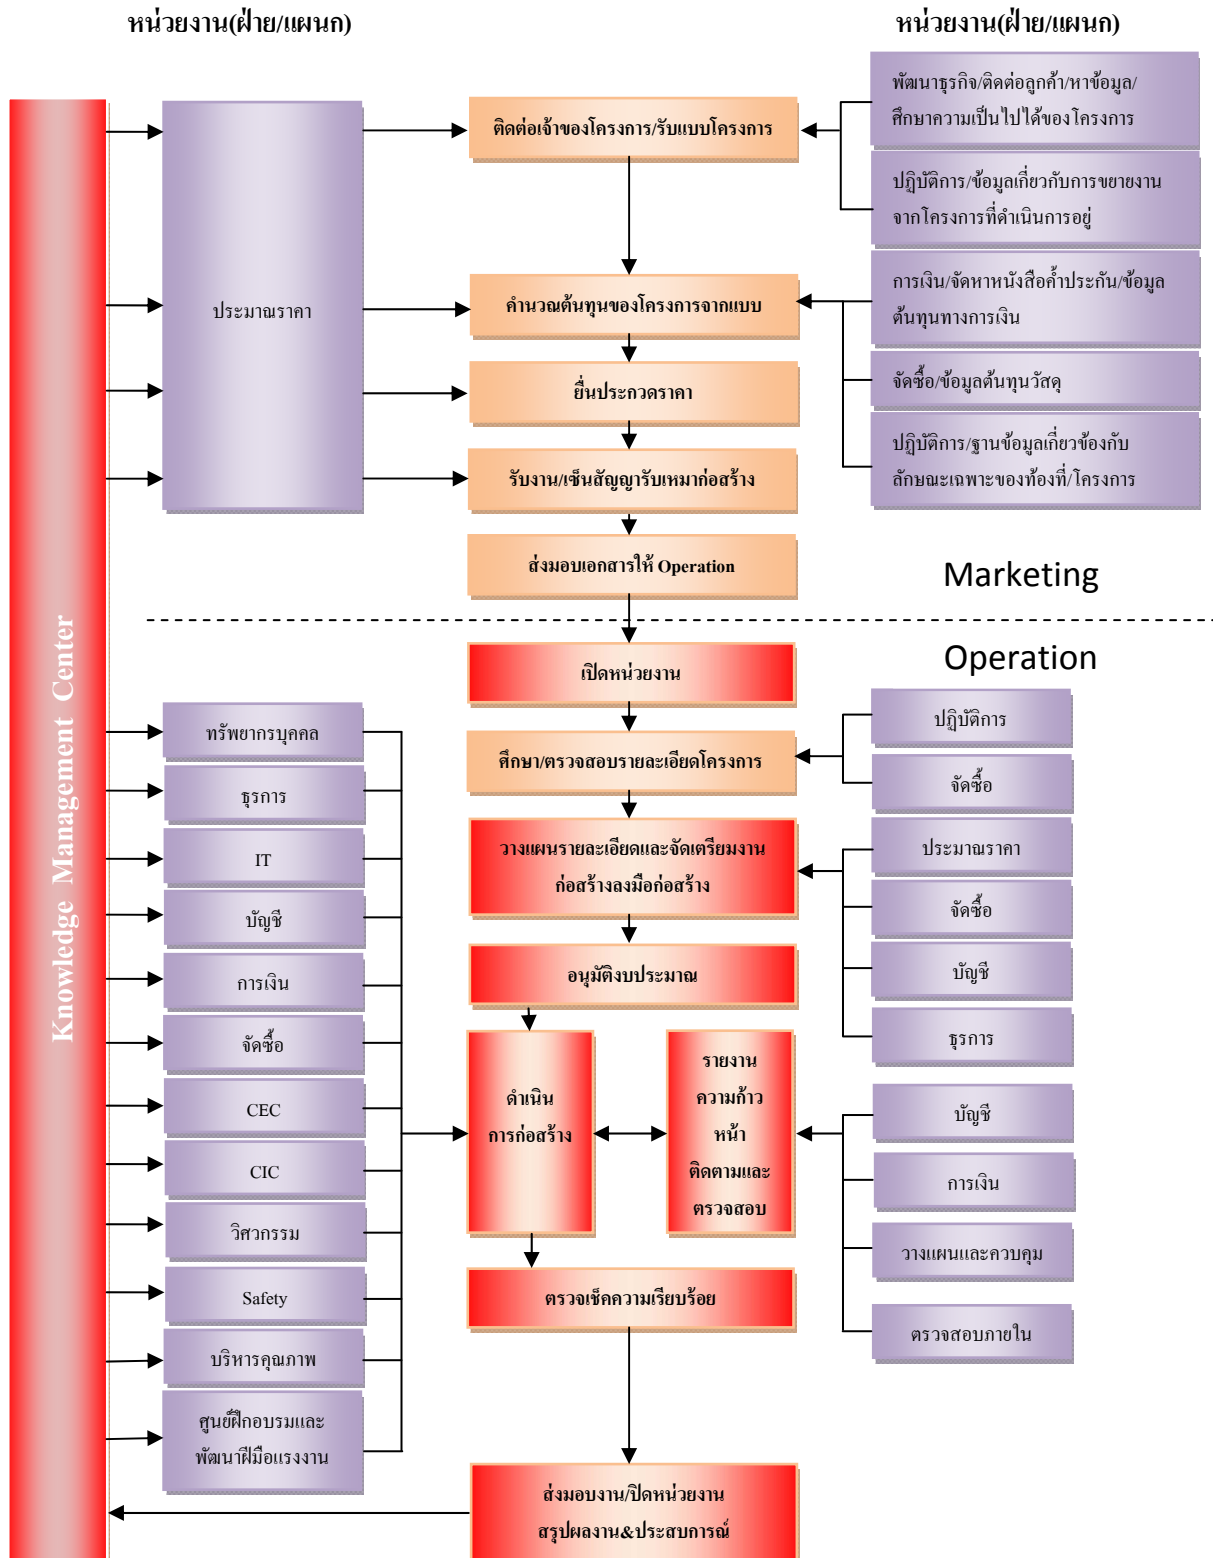 หน่วยงาน(ฝ่าย/แผนก)
หน่วยงาน(ฝ่าย/แผนก)
Knowledge Management Center
ประมาณราคา
ติดต่อเจ้าของโครงการ/รับแบบโครงการ
พัฒนาธุรกิจ/ติดต่อลูกค้า/หาข้อมูล/
ศึกษาความเป็นไปได้ของโครงการ
ปฏิบัติการ/ข้อมูลเกี่ยวกับการขยายงาน
จากโครงการที่ดำเนินการอยู่
คำนวณต้นทุนของโครงการจากแบบ
การเงิน/จัดหาหนังสือค้ำประกัน/ข้อมูล
ต้นทุนทางการเงิน
ยื่นประกวดราคา
จัดซื้อ/ข้อมูลต้นทุนวัสดุ
รับงาน/เซ็นสัญญารับเหมาก่อสร้าง
ปฏิบัติการ/ฐานข้อมูลเกี่ยวข้องกับ
ลักษณะเฉพาะของท้องที่/โครงการ
ส่งมอบเอกสารให้ Operation
Marketing
Operation
เปิดหน่วยงาน
ศึกษา/ตรวจสอบรายละเอียดโครงการ
ปฏิบัติการ
จัดซื้อ
วางแผนรายละเอียดและจัดเตรียมงาน
ก่อสร้างลงมือก่อสร้าง
ประมาณราคา
จัดซื้อ
บัญชี
ธุรการ
อนุมัติงบประมาณ
ทรัพยากรบุคคล
ธุรการ
IT
บัญชี
การเงิน
จัดซื้อ
CEC
CIC
วิศวกรรม
Safety
บริหารคุณภาพ
ศูนย์ฝึกอบรมและ
พัฒนาฝีมือแรงงาน
ดำเนิน
การก่อสร้าง
รายงาน
ความก้าว
หน้า
ติดตามและ
ตรวจสอบ
บัญชี
การเงิน
วางแผนและควบคุม
ตรวจสอบภายใน
ตรวจเช็คความเรียบร้อย
ส่งมอบงาน/ปิดหน่วยงาน
สรุปผลงาน&ประสบการณ์